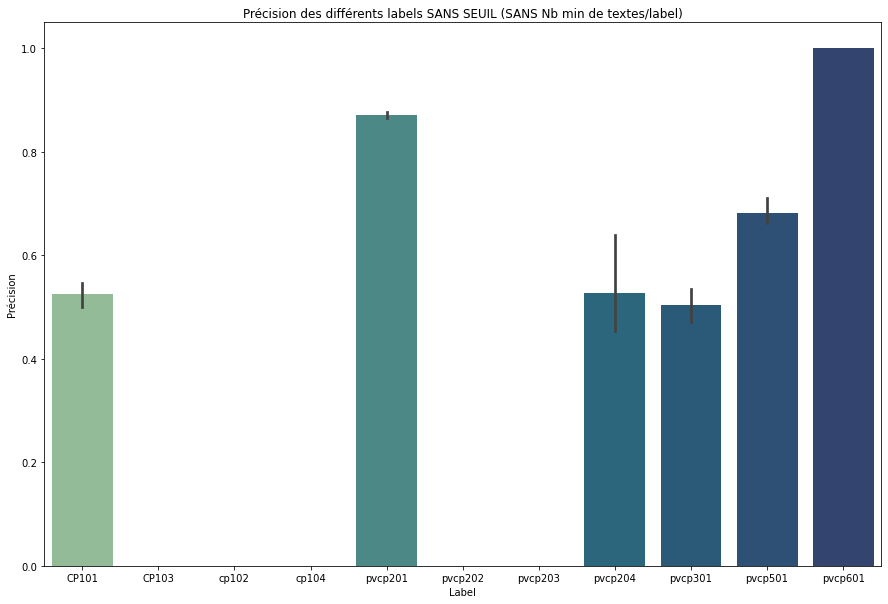 Précision des différents labels SANS SEUIL (SANS Nb min de textes/label)
Précision
1.0
0.8
0.6
0.4
0.2
0.0
CP101 CP103 cp102 cp104 pvcp201 pvcp202 pvcp203 pvcp204 pvcp301 pvcp501 pvcp601
Label